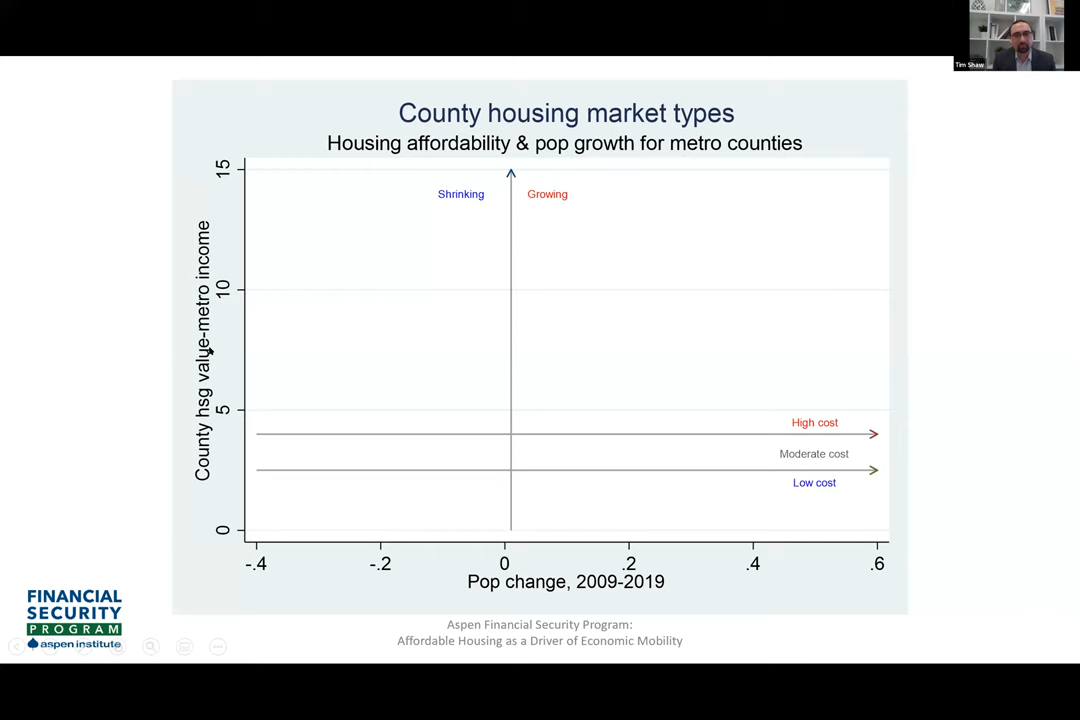 Tim Shaw
County housing market types
Housing affordability & pop growth for metro counties
County hsg value-metro income
15
10
5
0
Shrinking
Growing
High cost
Moderate cost
Low cost
-.4
-.2
0
.2
.4
.6
Pop change, 2009-2019
FINANCIAL
SECURITY
PROGRAM
aspen institute
Aspen Financial Security Program:
Affordable Housing as a Driver of Economic Mobility